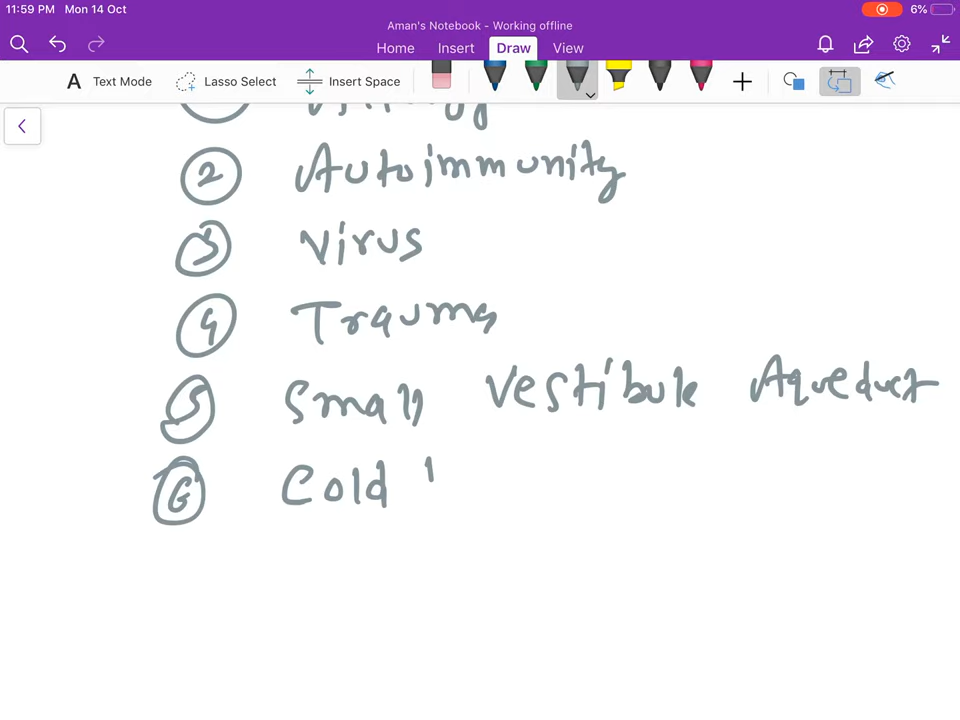 11:59 PM Mon 14 Oct 6%
Aman's Notebook - Working offline
Home Insert Draw View
A Text Mode Lasso Select Insert Space
2 Autoimmunity
3 Virus
4 Trauma
5 Small Vestibule Aqueduct
6 Cold